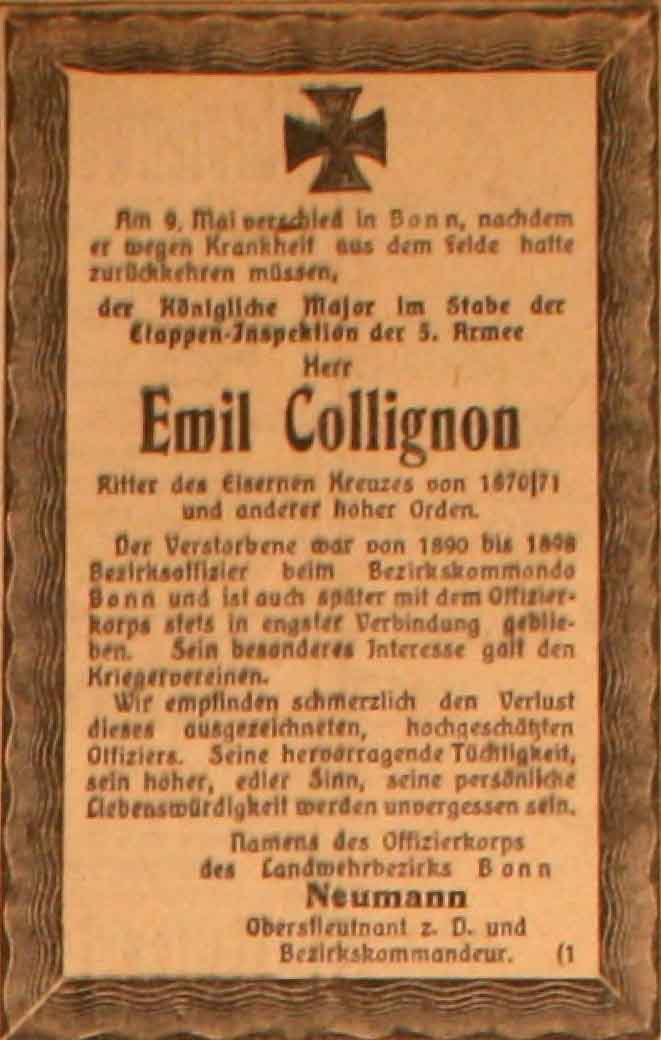 Am 9. Mai verschied in Bonn, nachdem
er wegen Krankheit aus dem Felde hatte
zurückkehren müssen,
der Königliche Major im Stabe der
Etappen-Inspektion der 5. Armee
Herr
Emil Collignon
Ritter des Eisernen Kreuzes von 1870/71
und anderer hoher Orden.
Der Verstorbene war von 1890 bis 1898
Bezirksoffizier beim Bezirkskommando
Bonn und ist auch später mit dem Offizier-
korps stets in engster Verbindung geblie-
ben. Sein besonderes Interesse galt den
Kriegervereinen.
Wir empfinden schmerzlich den Verlust
dieses ausgezeichneten, hochgeschätzten
Offiziers. Seine hervorragende Tüchtigkeit,
sein hoher, edler Sinn, seine persönliche
Liebenswürdigkeit werden unvergessen sein.
Namens des Offizierkorps
des Landwehrbezirks Bonn
Neumann
Oberstleutnant z. D. und
Bezirkskommandeur. (1